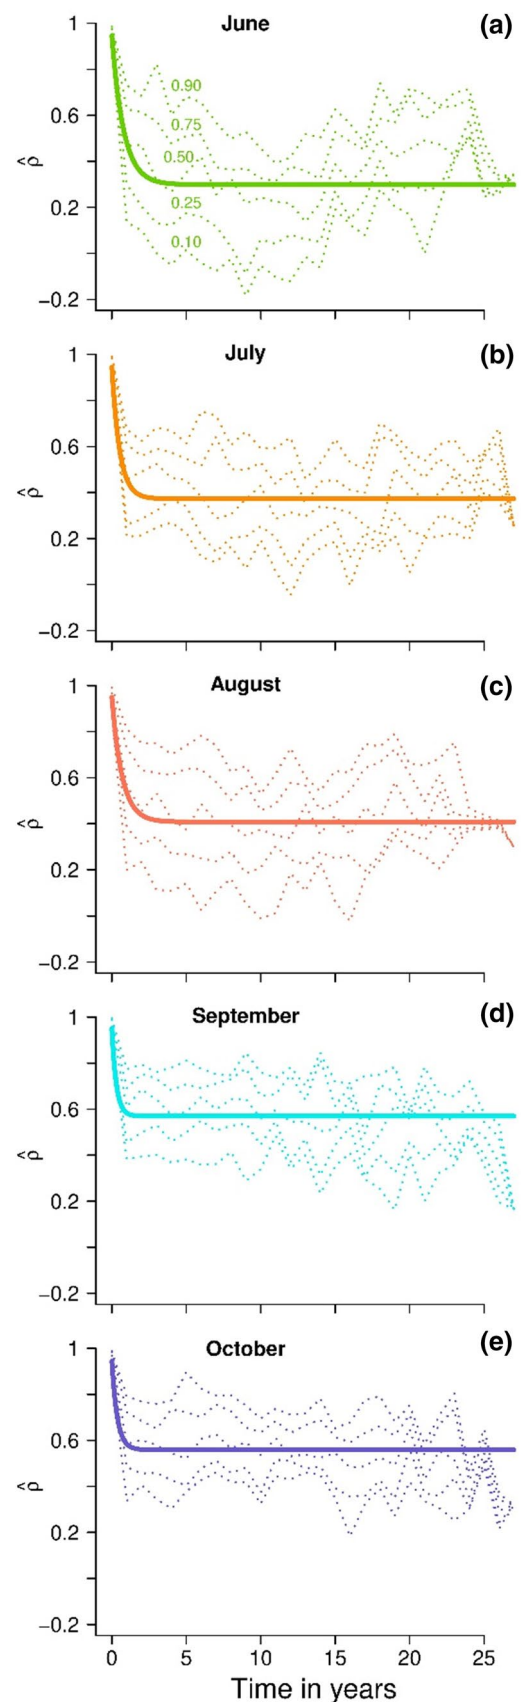 June
(a)
1
0.6
0.2
−0.2
ρ̂
0.90
0.75
0.50
0.25
0.10
July
(b)
1
0.6
0.2
−0.2
ρ̂
August
(c)
1
0.6
0.2
−0.2
ρ̂
September
(d)
1
0.6
0.2
−0.2
ρ̂
October
(e)
1
0.6
0.2
−0.2
ρ̂
0 5 10 15 20 25
Time in years